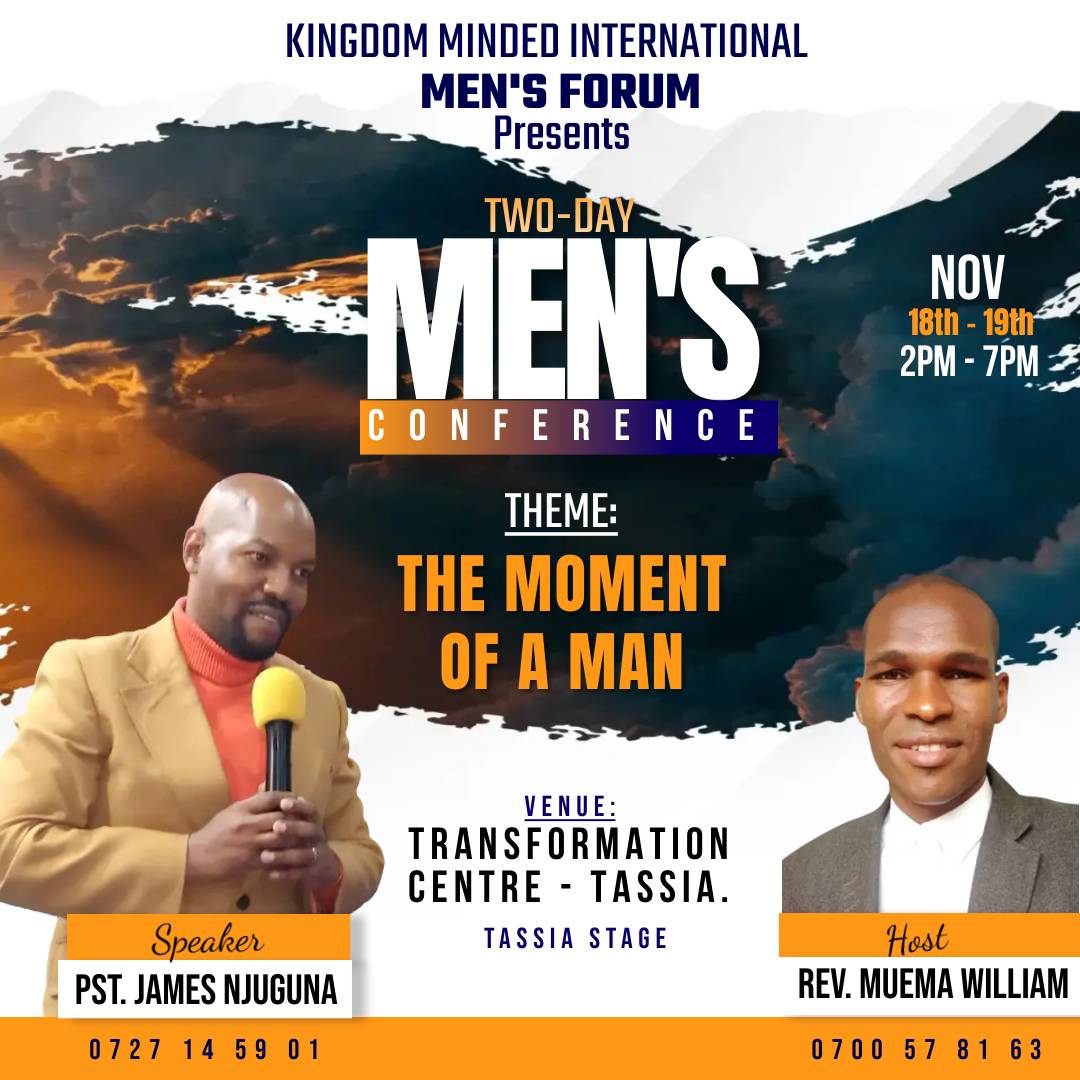 KINGDOM MINDED INTERNATIONAL
MEN'S FORUM
Presents
TWO-DAY
MEN'S
CONFERENCE
NOV
18th - 19th
2PM - 7PM
THEME:
THE MOMENT
OF A MAN
VENUE:
TRANSFORMATION
CENTRE - TASSIA.
TASSIA STAGE
Speaker
PST. JAMES NJUGUNA
0727 14 59 01
Host
REV. MUEMA WILLIAM
0700 57 81 63